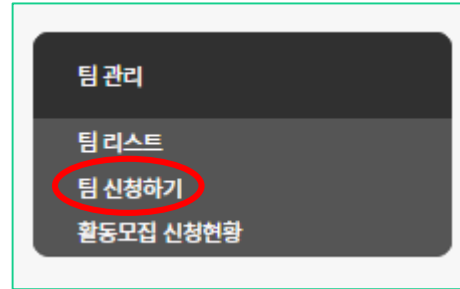 팀 관리
팀 리스트
팀 신청하기
활동모집 신청현황